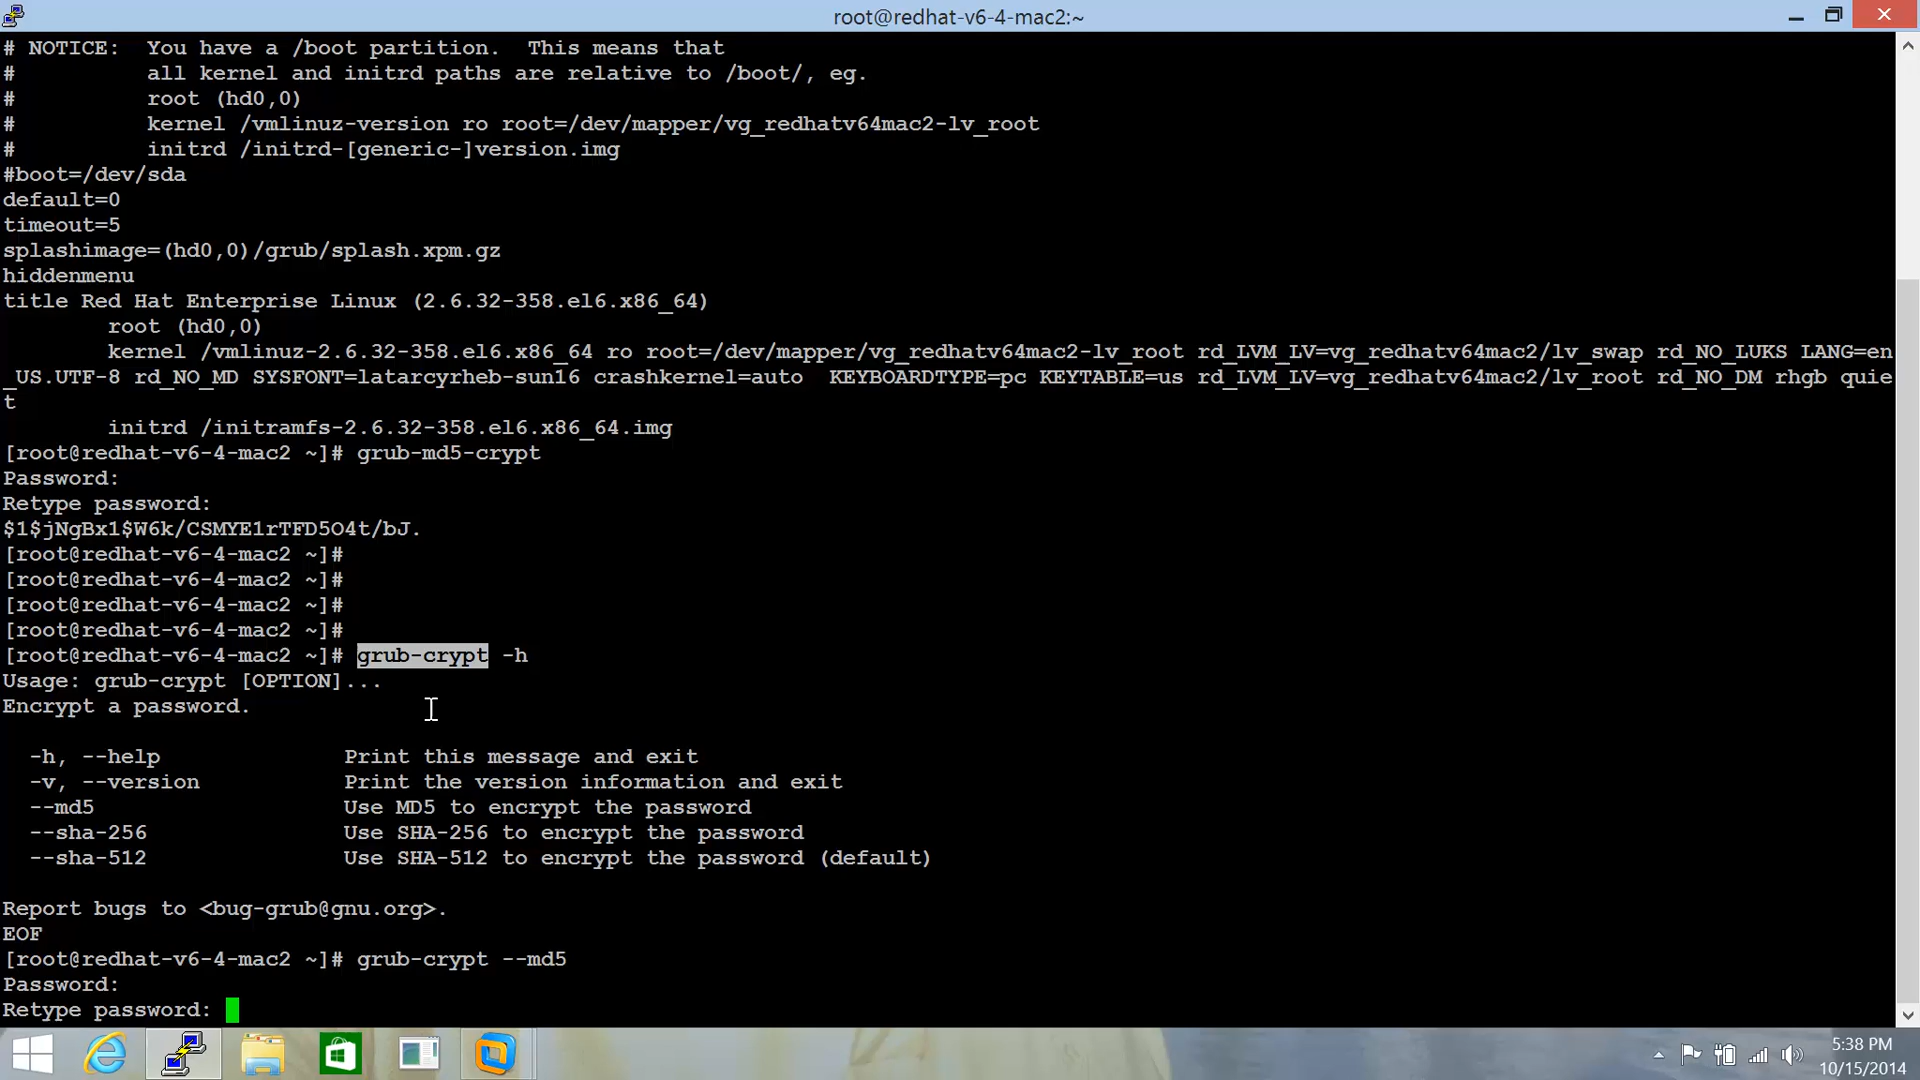 root@redhat-v6-4-mac2:~
# NOTICE:  You have a /boot partition.  This means that
#          all kernel and initrd paths are relative to /boot/, eg.
#          root (hd0,0)
#          kernel /vmlinuz-version ro root=/dev/mapper/vg_redhatv64mac2-lv_root
#          initrd /initrd-[generic-]version.img
#boot=/dev/sda
default=0
timeout=5
splashimage=(hd0,0)/grub/splash.xpm.gz
hiddenmenu
title Red Hat Enterprise Linux (2.6.32-358.el6.x86_64)
        root (hd0,0)
        kernel /vmlinuz-2.6.32-358.el6.x86_64 ro root=/dev/mapper/vg_redhatv64mac2-lv_root rd_LVM_LV=vg_redhatv64mac2/lv_swap rd_NO_LUKS LANG=en
_US.UTF-8 rd_NO_MD SYSFONT=latarcyrheb-sun16 crashkernel=auto  KEYBOARDTYPE=pc KEYTABLE=us rd_LVM_LV=vg_redhatv64mac2/lv_root rd_NO_DM rhgb quie
t
        initrd /initramfs-2.6.32-358.el6.x86_64.img
[root@redhat-v6-4-mac2 ~]# grub-md5-crypt
Password:
Retype password:
$1$jNgBx1$W6k/CSMYE1rTFD5O4t/bJ.
[root@redhat-v6-4-mac2 ~]#
[root@redhat-v6-4-mac2 ~]#
[root@redhat-v6-4-mac2 ~]#
[root@redhat-v6-4-mac2 ~]#
[root@redhat-v6-4-mac2 ~]# grub-crypt -h
Usage: grub-crypt [OPTION]...
Encrypt a password.
  -h, --help              Print this message and exit
  -v, --version           Print the version information and exit
  --md5                   Use MD5 to encrypt the password
  --sha-256               Use SHA-256 to encrypt the password
  --sha-512               Use SHA-512 to encrypt the password (default)
Report bugs to <bug-grub@gnu.org>.
EOF
[root@redhat-v6-4-mac2 ~]# grub-crypt --md5
Password:
Retype password:
5:38 PM
10/15/2014